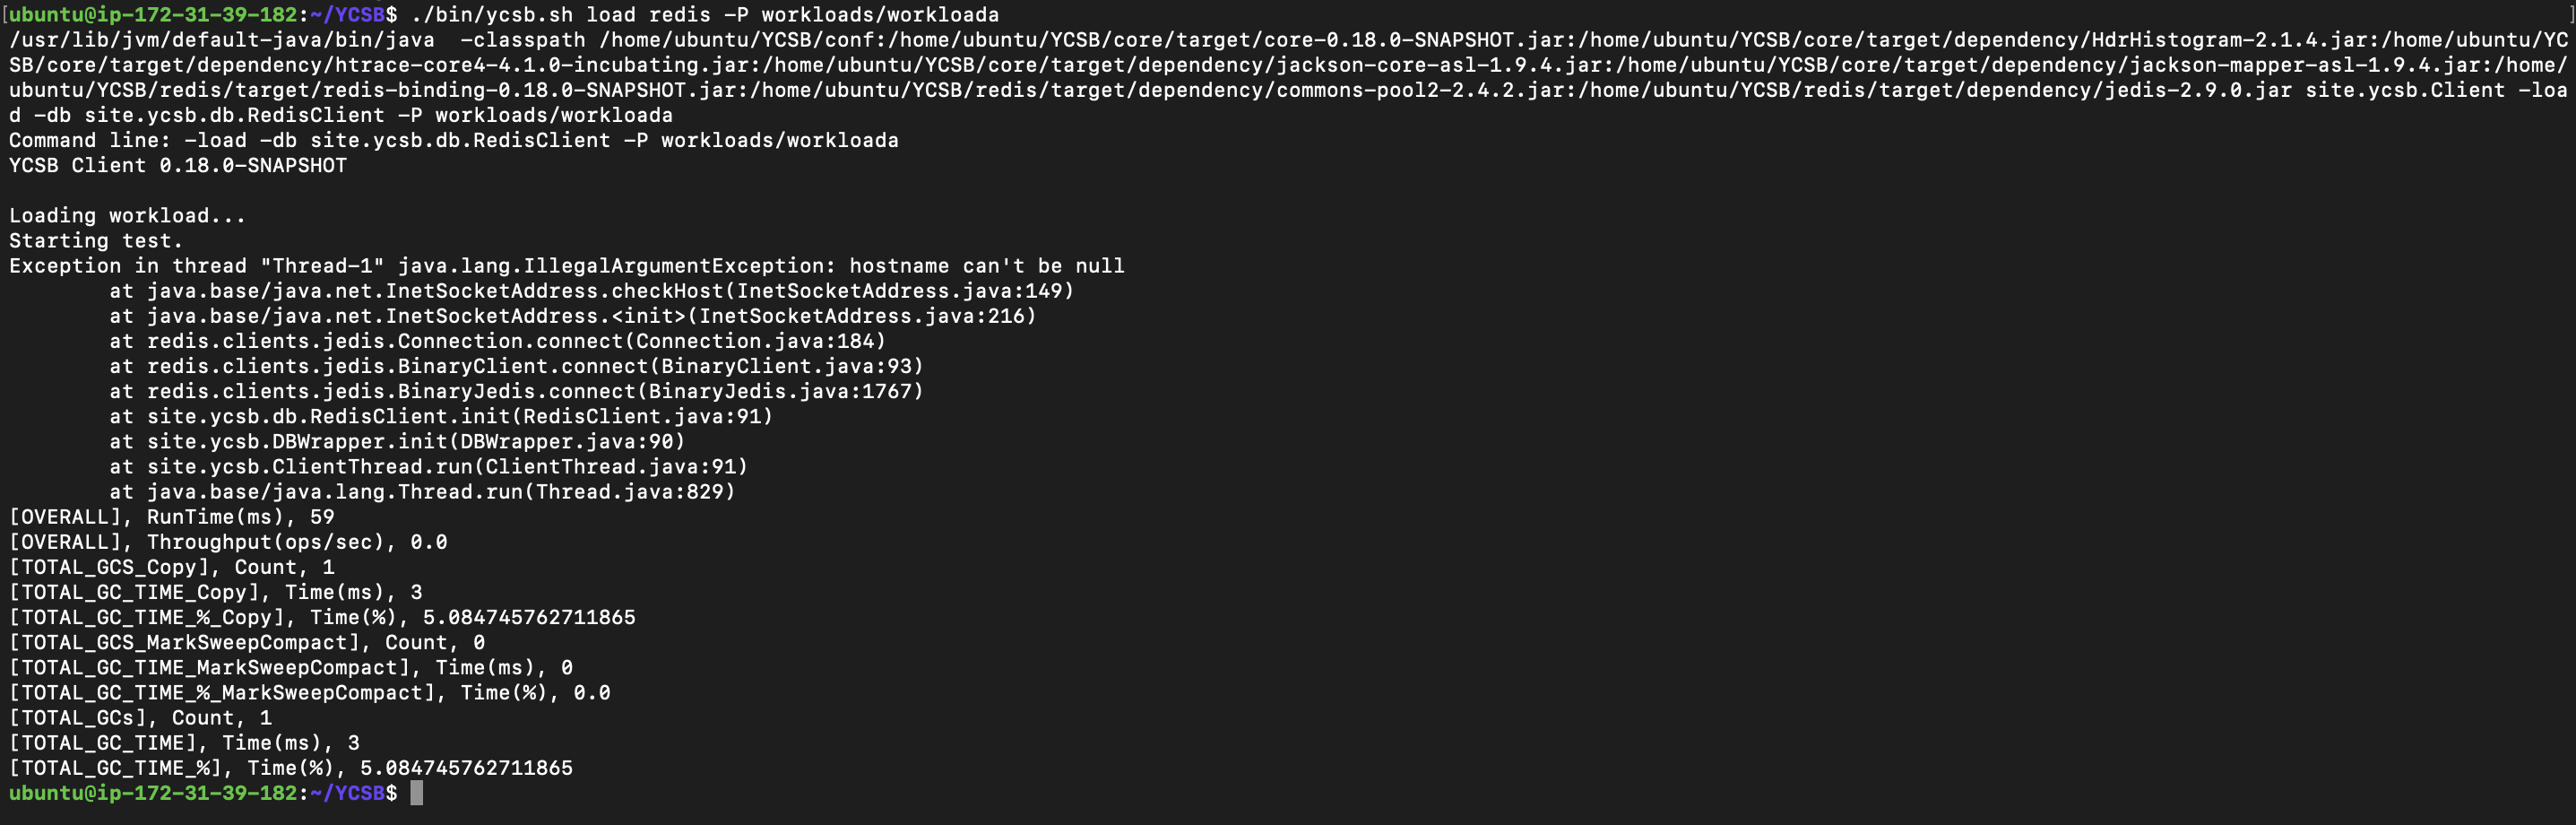 [ubuntu@ip-172-31-39-182:~/YCSB$ ./bin/ycsb.sh load redis -P workloads/workloada ]
/usr/lib/jvm/default-java/bin/java  -classpath /home/ubuntu/YCSB/conf:/home/ubuntu/YCSB/core/target/core-0.18.0-SNAPSHOT.jar:/home/ubuntu/YCSB/core/target/dependency/HdrHistogram-2.1.4.jar:/home/ubuntu/YC
SB/core/target/dependency/htrace-core4-4.1.0-incubating.jar:/home/ubuntu/YCSB/core/target/dependency/jackson-core-asl-1.9.4.jar:/home/ubuntu/YCSB/core/target/dependency/jackson-mapper-asl-1.9.4.jar:/home/
ubuntu/YCSB/redis/target/redis-binding-0.18.0-SNAPSHOT.jar:/home/ubuntu/YCSB/redis/target/dependency/commons-pool2-2.4.2.jar:/home/ubuntu/YCSB/redis/target/dependency/jedis-2.9.0.jar site.ycsb.Client -loa
d -db site.ycsb.db.RedisClient -P workloads/workloada
Command line: -load -db site.ycsb.db.RedisClient -P workloads/workloada
YCSB Client 0.18.0-SNAPSHOT

Loading workload...
Starting test.
Exception in thread "Thread-1" java.lang.IllegalArgumentException: hostname can't be null
        at java.base/java.net.InetSocketAddress.checkHost(InetSocketAddress.java:149)
        at java.base/java.net.InetSocketAddress.<init>(InetSocketAddress.java:216)
        at redis.clients.jedis.Connection.connect(Connection.java:184)
        at redis.clients.jedis.BinaryClient.connect(BinaryClient.java:93)
        at redis.clients.jedis.BinaryJedis.connect(BinaryJedis.java:1767)
        at site.ycsb.db.RedisClient.init(RedisClient.java:91)
        at site.ycsb.DBWrapper.init(DBWrapper.java:90)
        at site.ycsb.ClientThread.run(ClientThread.java:91)
        at java.base/java.lang.Thread.run(Thread.java:829)
[OVERALL], RunTime(ms), 59
[OVERALL], Throughput(ops/sec), 0.0
[TOTAL_GCS_Copy], Count, 1
[TOTAL_GC_TIME_Copy], Time(ms), 3
[TOTAL_GC_TIME_%_Copy], Time(%), 5.084745762711865
[TOTAL_GCS_MarkSweepCompact], Count, 0
[TOTAL_GC_TIME_MarkSweepCompact], Time(ms), 0
[TOTAL_GC_TIME_%_MarkSweepCompact], Time(%), 0.0
[TOTAL_GCs], Count, 1
[TOTAL_GC_TIME], Time(ms), 3
[TOTAL_GC_TIME_%], Time(%), 5.084745762711865
ubuntu@ip-172-31-39-182:~/YCSB$